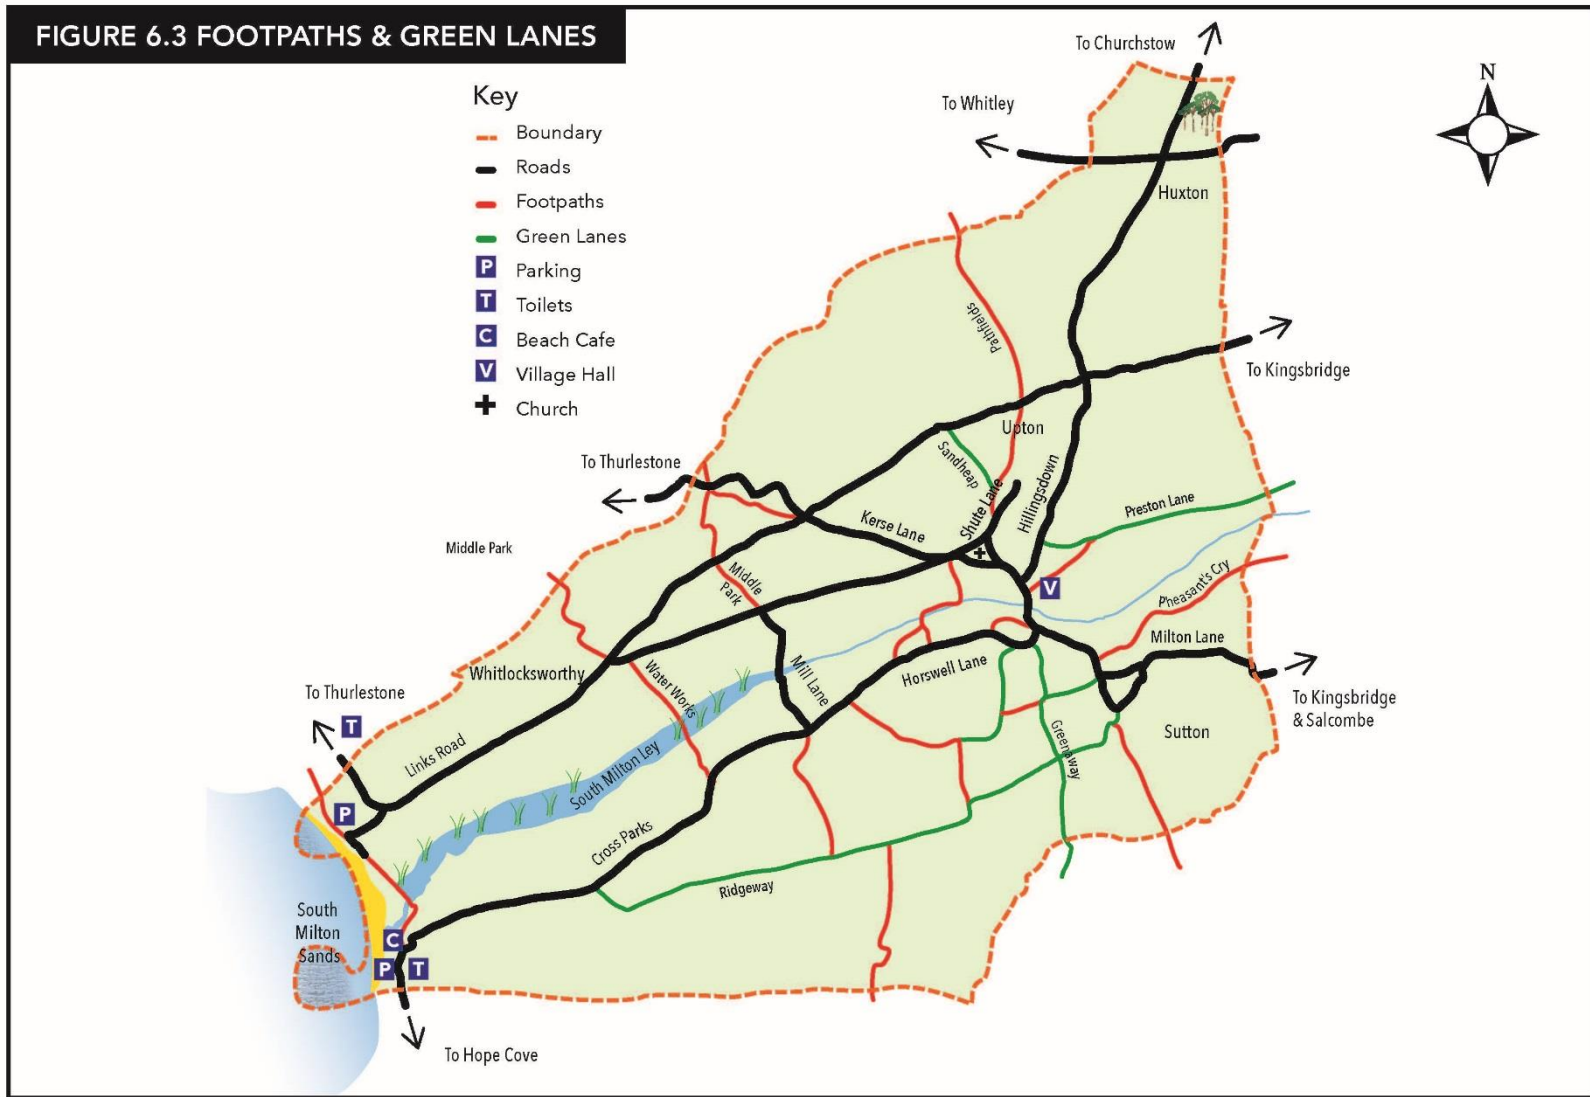 FIGURE 6.3 FOOTPATHS & GREEN LANES
Key
Boundary
Roads
Footpaths
Green Lanes
P Parking
T Toilets
C Beach Cafe
V Village Hall
Church
To Churchstow
N
To Whitley
Huxton
Pathfields
To Kingsbridge
Upton
Sandheap
To Thurlestone
Shute Lane
Hillingsdown
Preston Lane
Kerse Lane
Middle Park
Middle
Park
V
Pheasant's Cry
Milton Lane
Whitlocksworthy
Water Works
Mill Lane
Horswell Lane
To Kingsbridge
& Salcombe
To Thurlestone
T
Sutton
Greenaway
Links Road
South Milton Ley
P
Cross Parks
Ridgeway
South
Milton
Sands
C
P
T
To Hope Cove